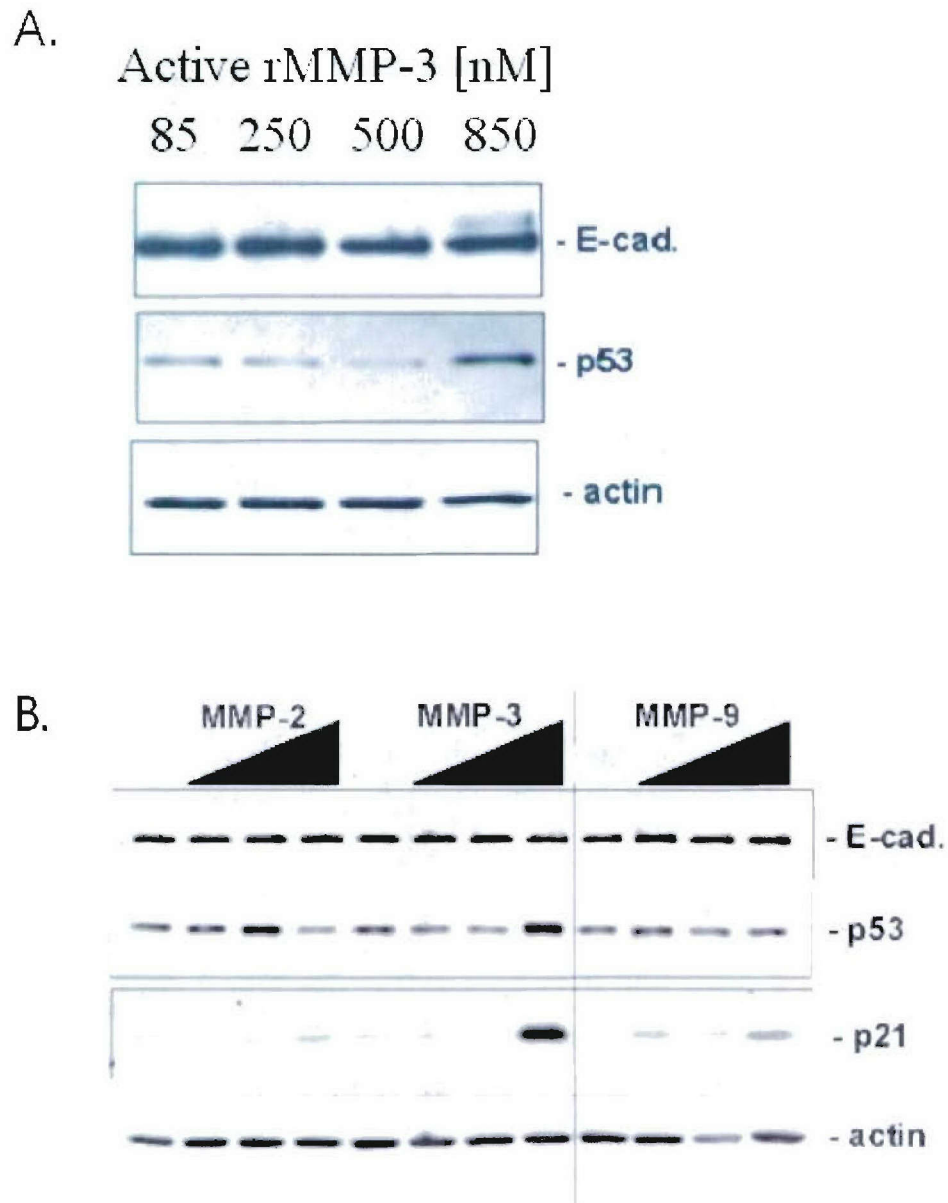 A.
Active rMMP-3 [nM]
85 250 500 850
- E-cad.
- p53
- actin
B.
MMP-2 MMP-3 MMP-9
- E-cad.
- p53
- p21
- actin